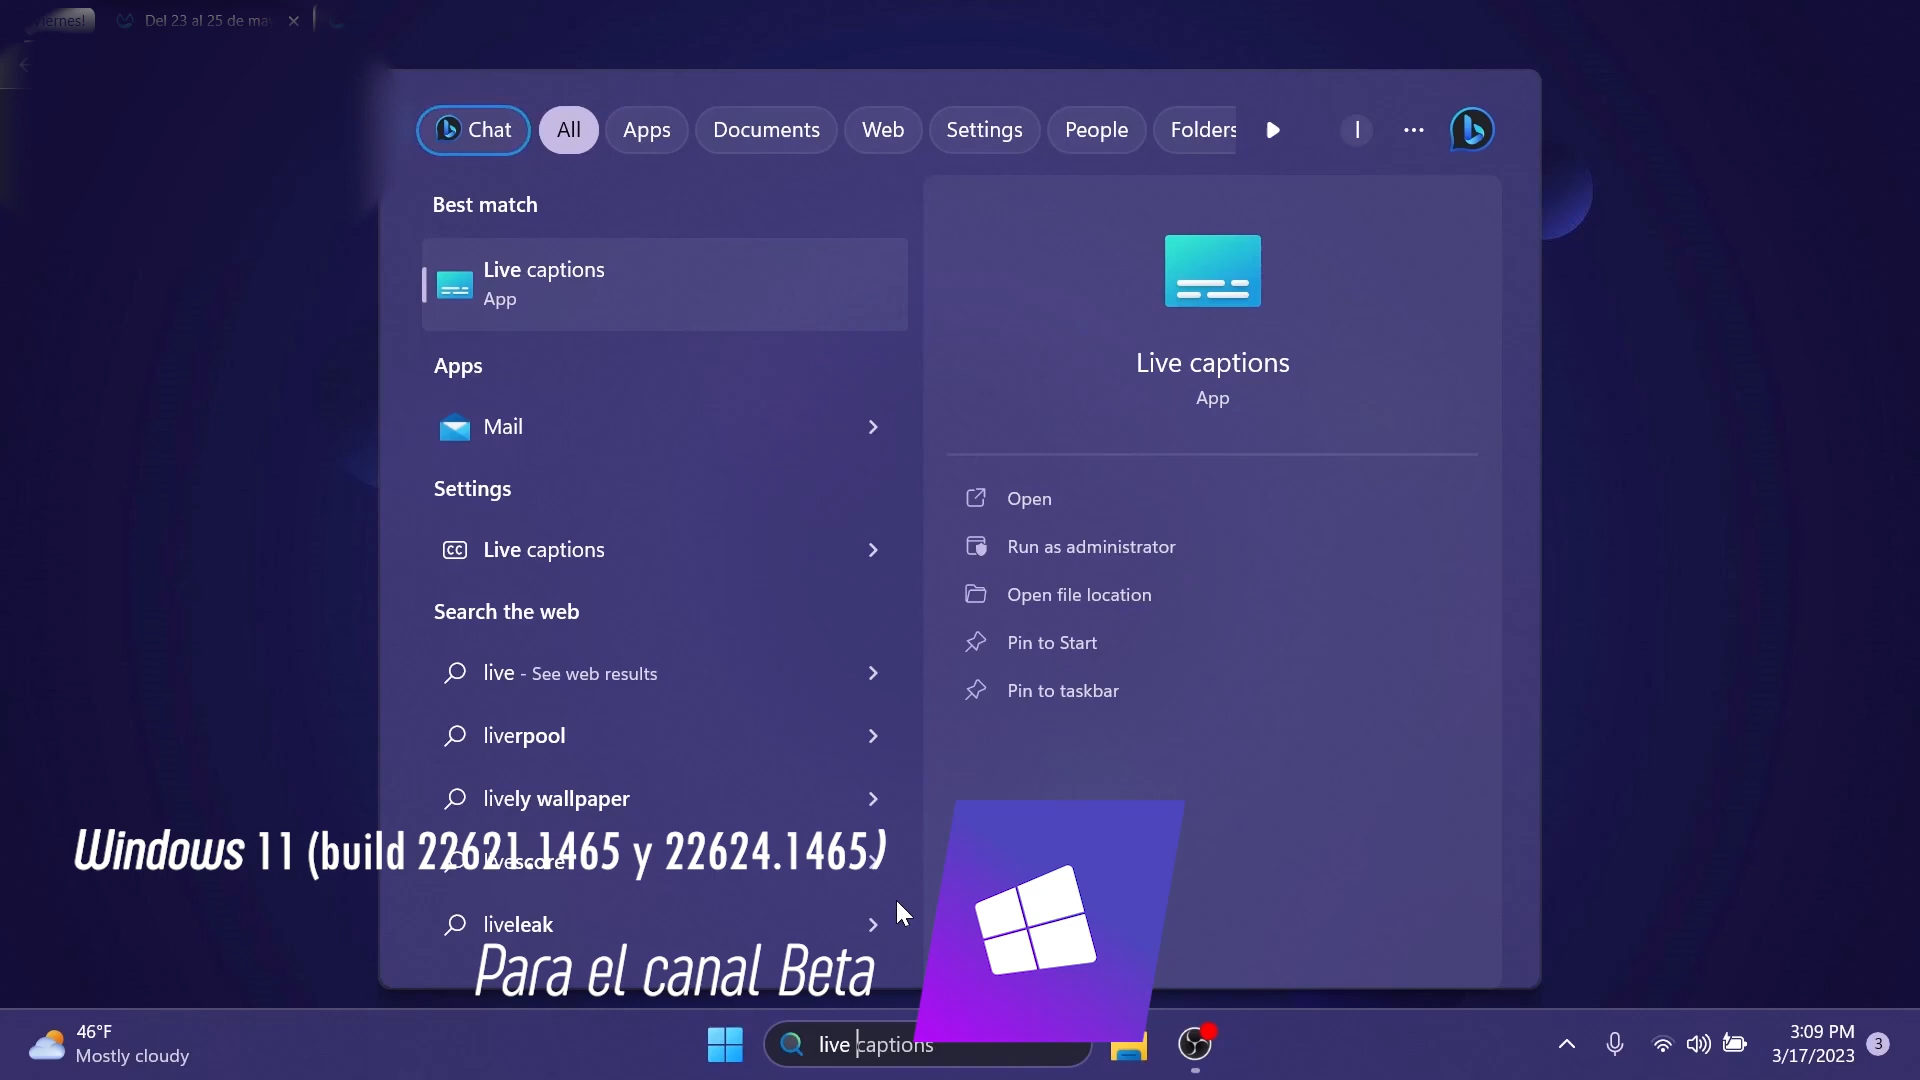 Del 23 al 25 de ma
Chat
All
Apps
Documents
Web
Settings
People
Folders
I
Best match
Live captions
App
Apps
Mail
Settings
Live captions
Search the web
live - See web results
liverpool
lively wallpaper
livescore
liveleak
Live captions
App
Open
Run as administrator
Open file location
Pin to Start
Pin to taskbar
Windows 11 (build 22621.1465 y 22624.1465)
Para el canal Beta
46°F
Mostly cloudy
live captions
3:09 PM
3/17/2023
3